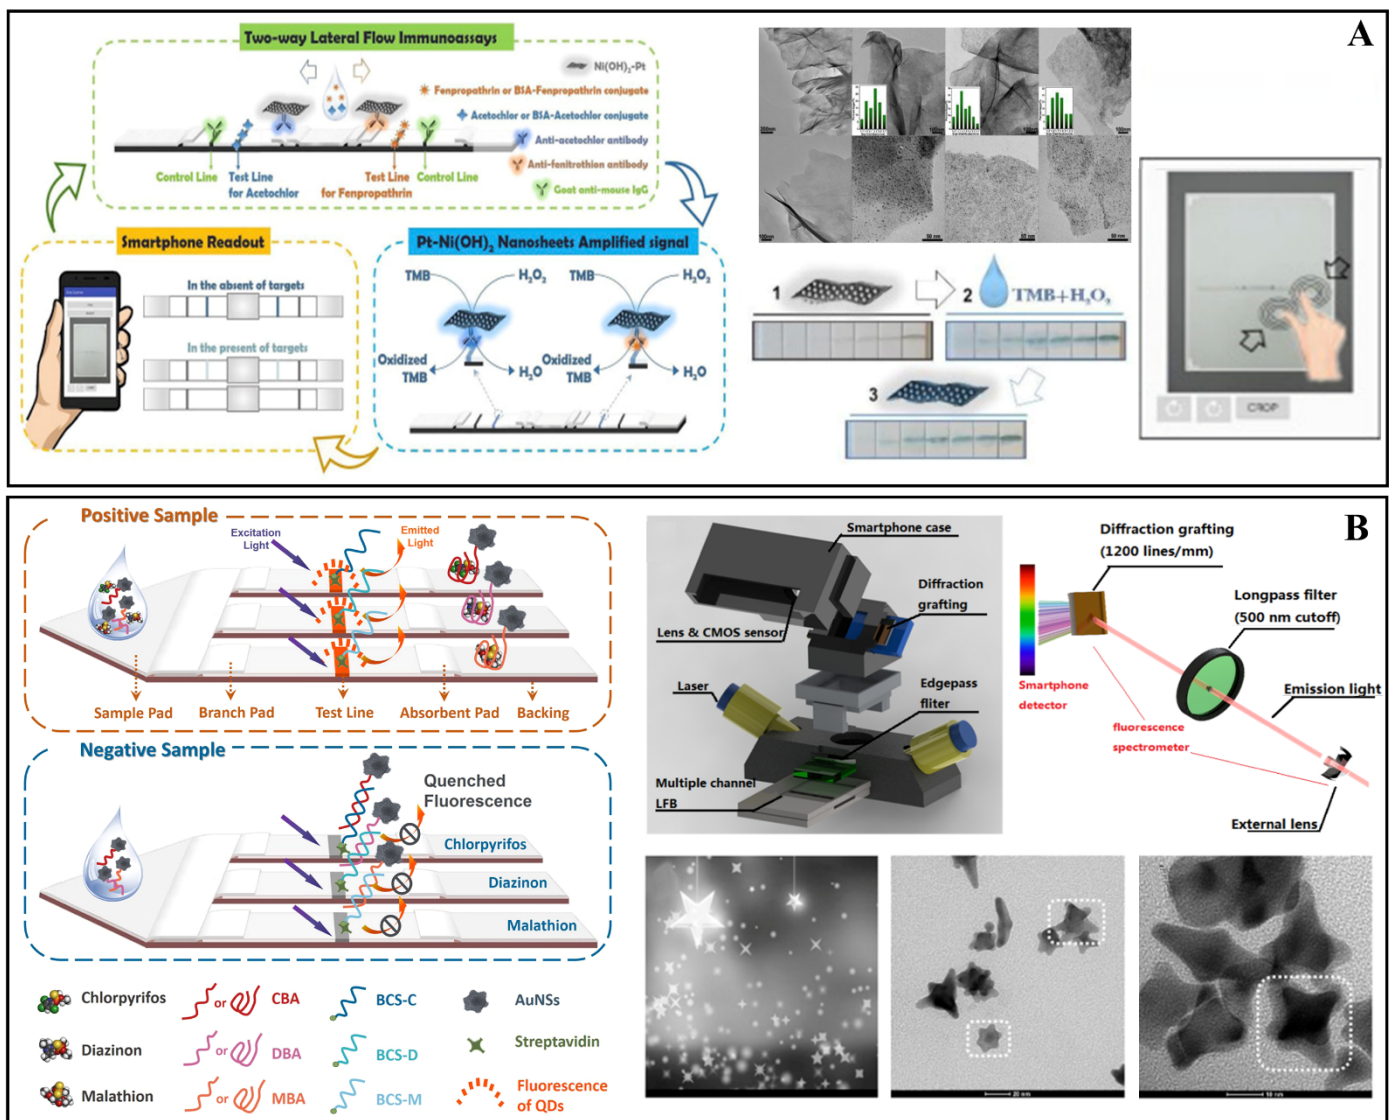 A
Two-way Lateral Flow Immunoassays
Ni(OH)₂-Pt
Fenpropathrin or BSA-Fenpropathrin conjugate
Acetochlor or BSA-Acetochlor conjugate
Anti-acetochlor antibody
Anti-fenitrothion antibody
Goat anti-mouse IgG
Control Line
Test Line
for Acetochlor
Test Line
for Fenpropathrin
Control Line
Smartphone Readout
In the absent of targets
In the present of targets
Pt-Ni(OH)₂ Nanosheets Amplified signal
TMB
H₂O₂
TMB
H₂O₂
Oxidized
TMB
H₂O
Oxidized
TMB
H₂O
1
2
TMB+H₂O₂
3
CROP
B
Positive Sample
Excitation
Light
Emitted
Light
Sample Pad
Branch Pad
Test Line
Absorbent Pad
Backing
Negative Sample
Quenched
Fluorescence
Chlorpyrifos
Diazinon
Malathion
Chlorpyrifos
or
CBA
BCS-C
AuNSs
Diazinon
or
DBA
BCS-D
Streptavidin
Malathion
or
MBA
BCS-M
Fluorescence
of QDs
Smartphone case
Diffraction
grafting
Lens & CMOS sensor
Laser
Edgepass
fliter
Multiple channel
LFB
Diffraction grafting
(1200 lines/mm)
Longpass filter
(500 nm cutoff)
Smartphone
detector
Emission light
fluorescence
spectrometer
External lens
20 nm
10 nm